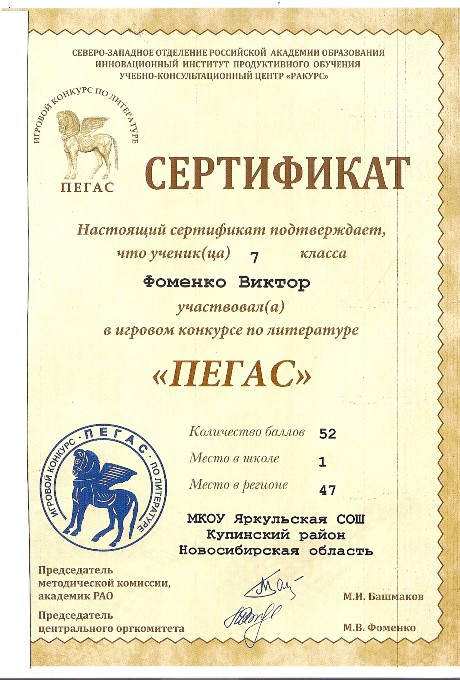 СЕВЕРО-ЗАПАДНОЕ ОТДЕЛЕНИЕ РОССИЙСКОЙ АКАДЕМИИ ОБРАЗОВАНИЯ
ИННОВАЦИОННЫЙ ИНСТИТУТ ПРОДУКТИВНОГО ОБУЧЕНИЯ
УЧЕБНО-КОНСУЛЬТАЦИОННЫЙ ЦЕНТР «РАКУРС»
ИГРОВОЙ КОНКУРС ПО ЛИТЕРАТУРЕ
ПЕГАС
СЕРТИФИКАТ
Настоящий сертификат подтверждает,
что ученик(ца) 7 класса
Фоменко Виктор
участвовал(а)
в игровом конкурсе по литературе
«ПЕГАС»
Количество баллов 52
Место в школе 1
Место в регионе 47
ИГРОВОЙ КОНКУРС · ПЕГАС · ПО ЛИТЕРАТУРЕ
МКОУ Яркульская СОШ
Купинский район
Новосибирская область
Председатель
методической комиссии,
академик РАО
М.И. Башмаков
Председатель
центрального оргкомитета
М.В. Фоменко